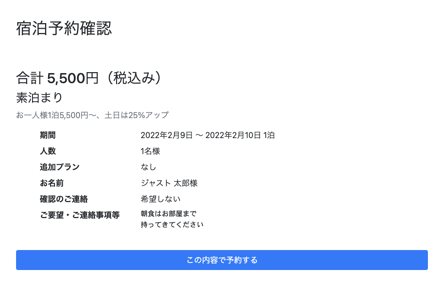 宿泊予約確認
合計 5,500円（税込み）
素泊まり
お一人様1泊5,500円〜、土日は25%アップ
期間 2022年2月9日 〜 2022年2月10日 1泊
人数 1名様
追加プラン なし
お名前 ジャスト 太郎様
確認のご連絡 希望しない
ご要望・ご連絡事項等 朝食はお部屋まで
持ってきてください
この内容で予約する